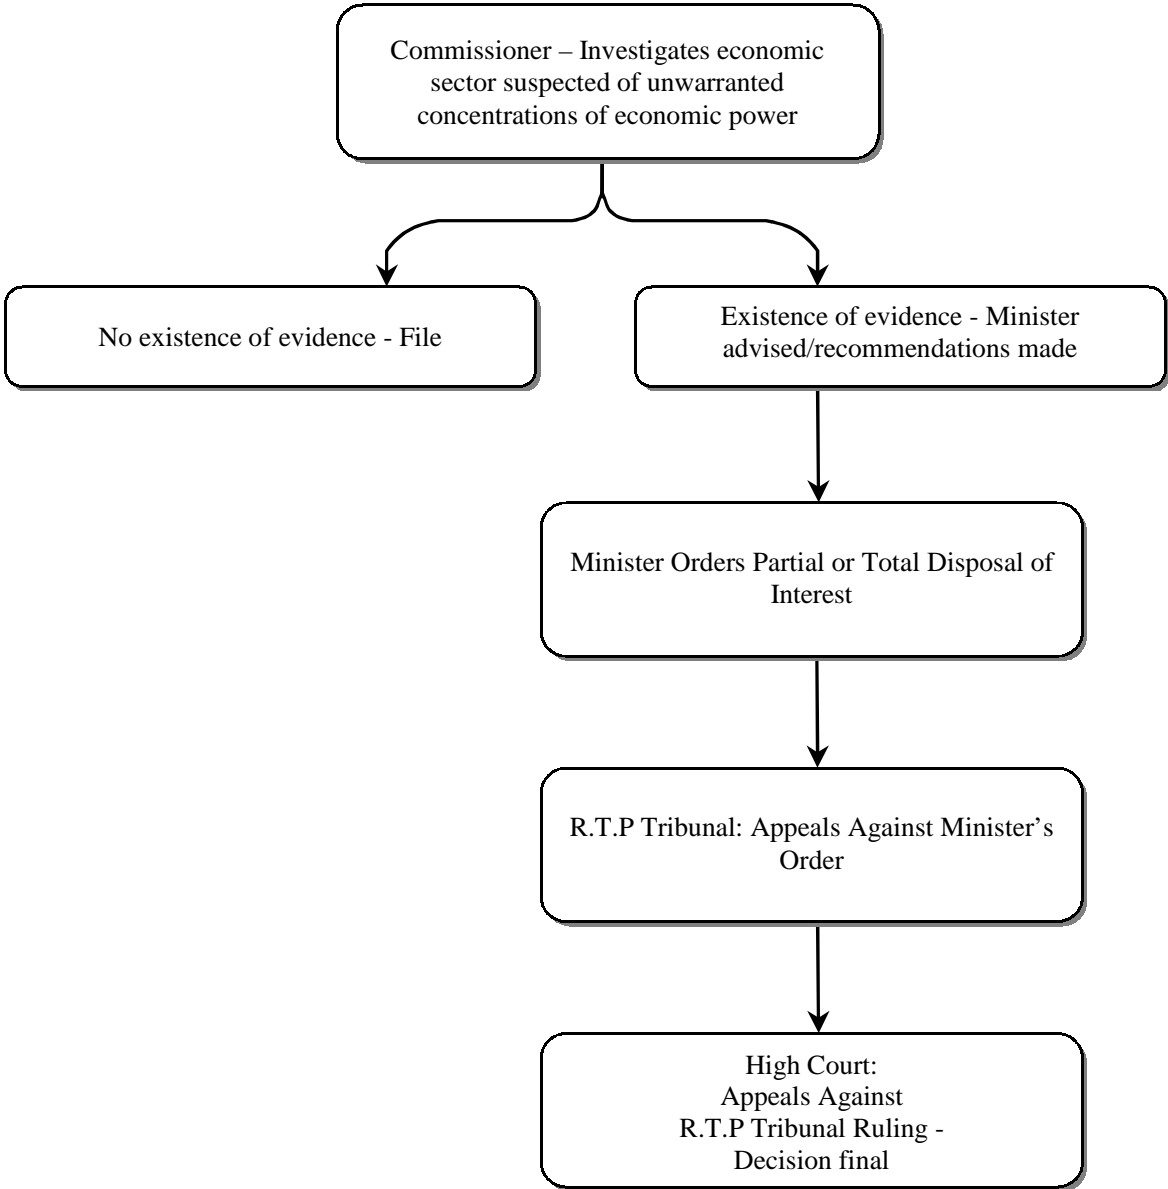 Commissioner – Investigates economic
sector suspected of unwarranted
concentrations of economic power
No existence of evidence - File
Existence of evidence - Minister
advised/recommendations made
Minister Orders Partial or Total Disposal of
Interest
R.T.P Tribunal: Appeals Against Minister’s
Order
High Court:
Appeals Against
R.T.P Tribunal Ruling -
Decision final